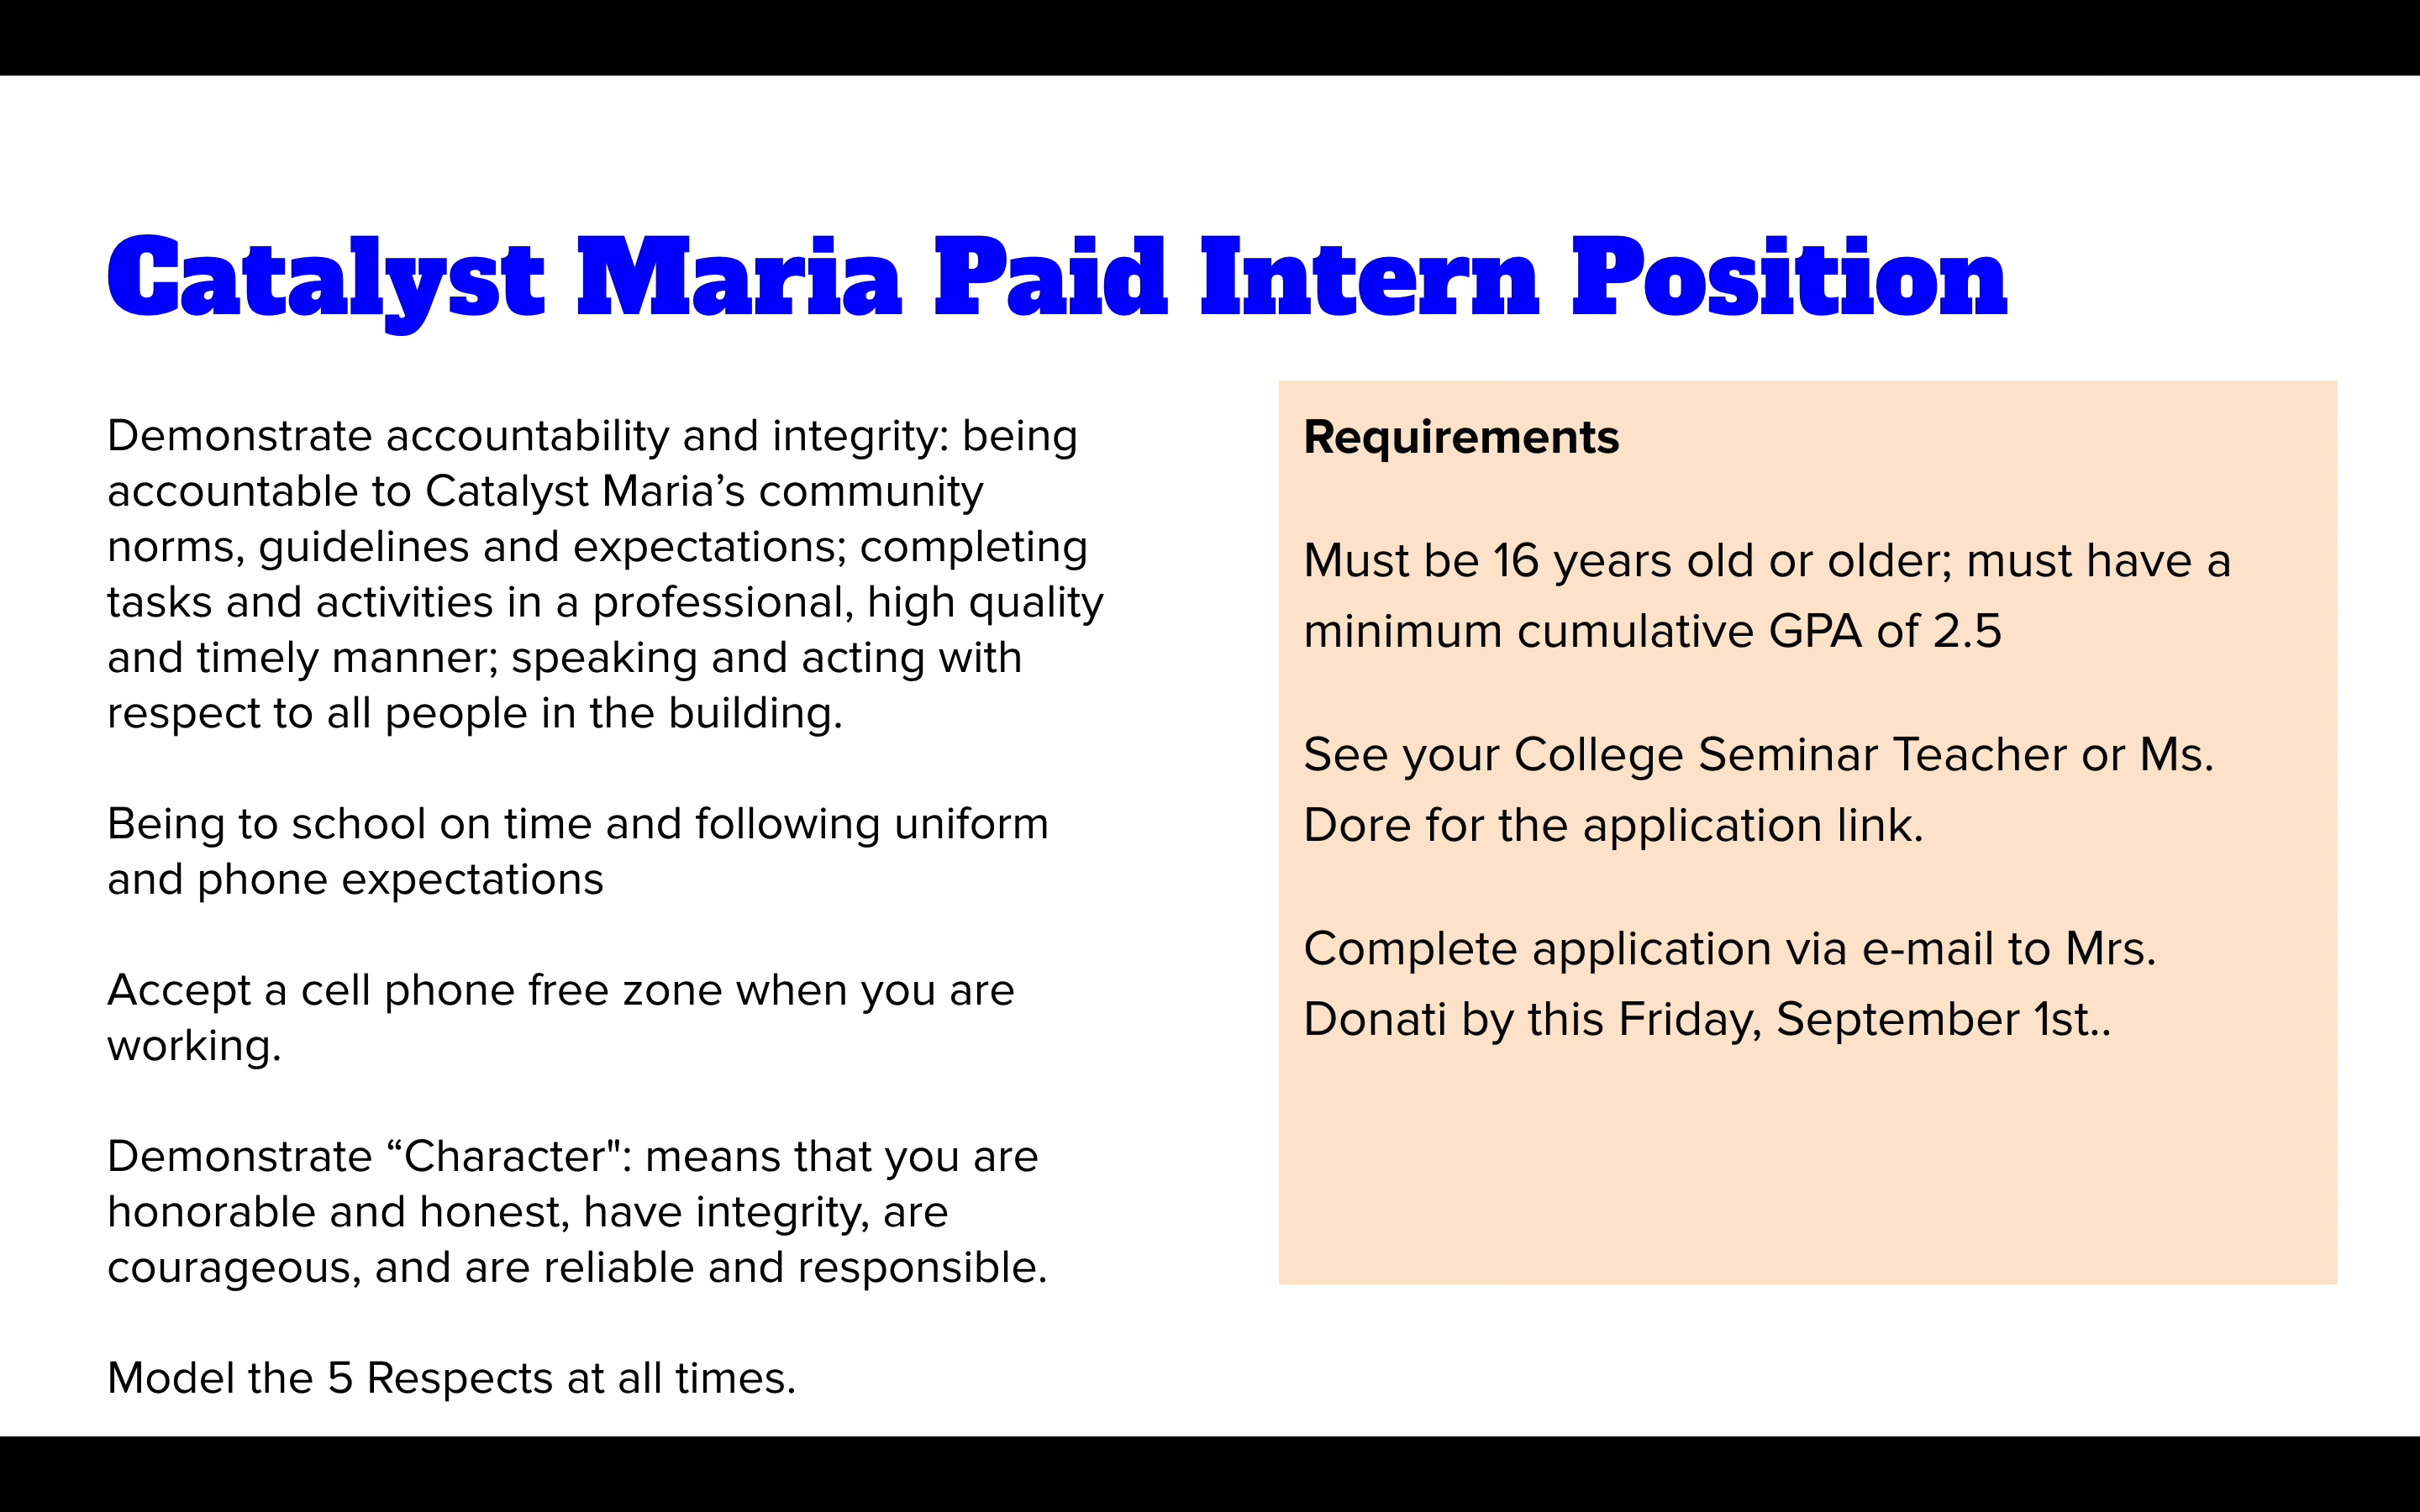 Catalyst Maria Paid Intern Position
Demonstrate accountability and integrity: being
accountable to Catalyst Maria’s community
norms, guidelines and expectations; completing
tasks and activities in a professional, high quality
and timely manner; speaking and acting with
respect to all people in the building.
Being to school on time and following uniform
and phone expectations
Accept a cell phone free zone when you are
working.
Demonstrate “Character": means that you are
honorable and honest, have integrity, are
courageous, and are reliable and responsible.
Model the 5 Respects at all times.
Requirements
Must be 16 years old or older; must have a
minimum cumulative GPA of 2.5
See your College Seminar Teacher or Ms.
Dore for the application link.
Complete application via e-mail to Mrs.
Donati by this Friday, September 1st..